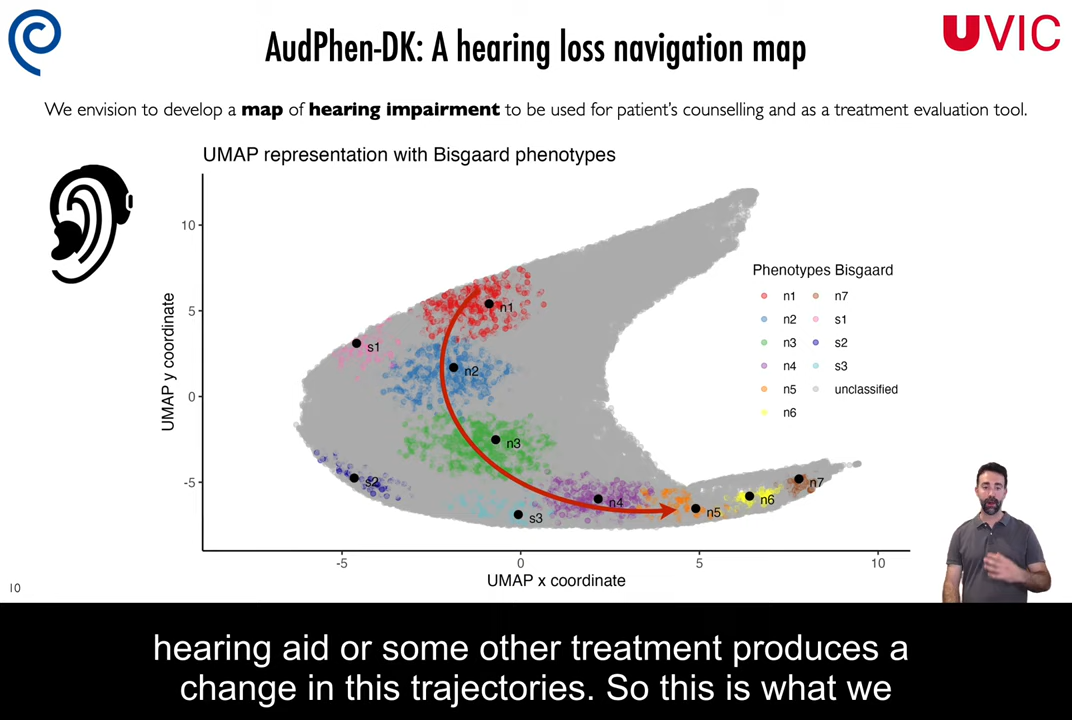 AudPhen-DK: A hearing loss navigation map
UVIC
We envision to develop a map of hearing impairment to be used for patient's counselling and as a treatment evaluation tool.
UMAP representation with Bisgaard phenotypes
UMAP y coordinate
10
5
0
-5
n1
s1
n2
n3
s2
n4
s3
n5
n6
n7
-5
0
5
10
UMAP x coordinate
Phenotypes Bisgaard
n1 n7
n2 s1
n3 s2
n4 s3
n5 unclassified
n6
10
hearing aid or some other treatment produces a
change in this trajectories. So this is what we